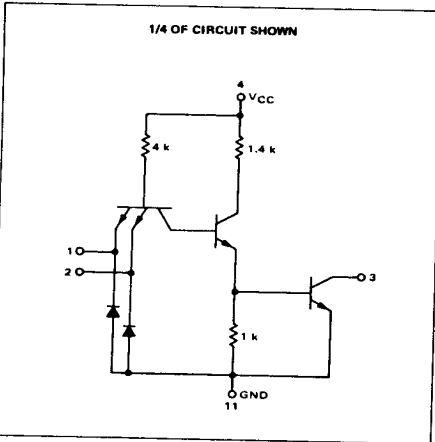 1/4 OF CIRCUIT SHOWN
4
VCC
4 k
1.4 k
1
2
3
1 k
GND
11